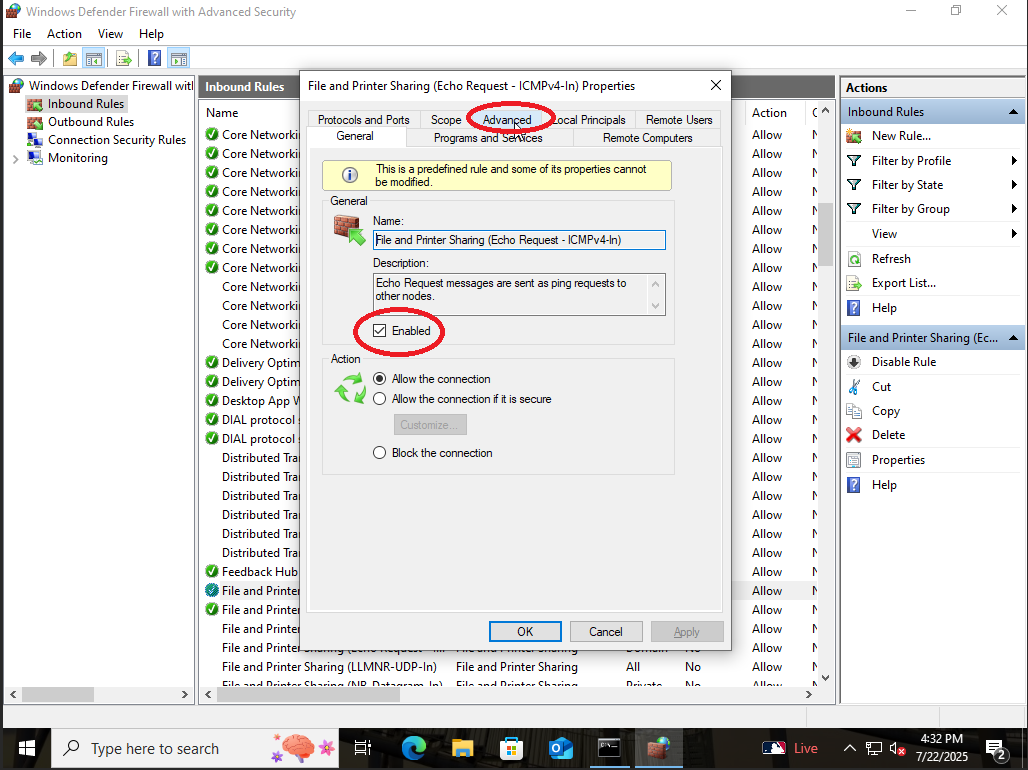 Windows Defender Firewall with Advanced Security
File Action View Help
Windows Defender Firewall wit
Inbound Rules
Outbound Rules
Connection Security Rules
Monitoring
Inbound Rules
Name
Action
Core Networki
Allow
Core Networki
Allow
Core Networki
Allow
Core Networki
Allow
Core Networki
Allow
Core Networki
Allow
Core Networki
Allow
Core Networki
Allow
Core Networki
Allow
Core Networki
Allow
Core Networki
Allow
Core Networki
Allow
Delivery Optim
Allow
Delivery Optim
Allow
Desktop App W
Allow
DIAL protocol s
Allow
DIAL protocol s
Allow
Distributed Tra
Allow
Distributed Tra
Allow
Distributed Tra
Allow
Distributed Tra
Allow
Distributed Tra
Allow
Distributed Tra
Allow
Feedback Hub
Allow
File and Printer
Allow
File and Printer
Allow
File and Printer
Allow
File and Printer Sharing (Echo Request - I... File and Printer Sharing Domain No Allow
File and Printer Sharing (LLMNR-UDP-In) File and Printer Sharing All No Allow
File and Printer Sharing (NB-Datagram-In) File and Printer Sharing Private No Allow
File and Printer Sharing (Echo Request - ICMPv4-In) Properties
Protocols and Ports Scope Advanced Local Principals Remote Users
General Programs and Services Remote Computers
This is a predefined rule and some of its properties cannot
be modified.
General
Name:
File and Printer Sharing (Echo Request - ICMPv4-In)
Description:
Echo Request messages are sent as ping requests to
other nodes.
Enabled
Action
Allow the connection
Allow the connection if it is secure
Customize...
Block the connection
OK Cancel Apply
Actions
Inbound Rules
New Rule...
Filter by Profile
Filter by State
Filter by Group
View
Refresh
Export List...
Help
File and Printer Sharing (Ec...
Disable Rule
Cut
Copy
Delete
Properties
Help
Type here to search
Live
4:32 PM
7/22/2025
2